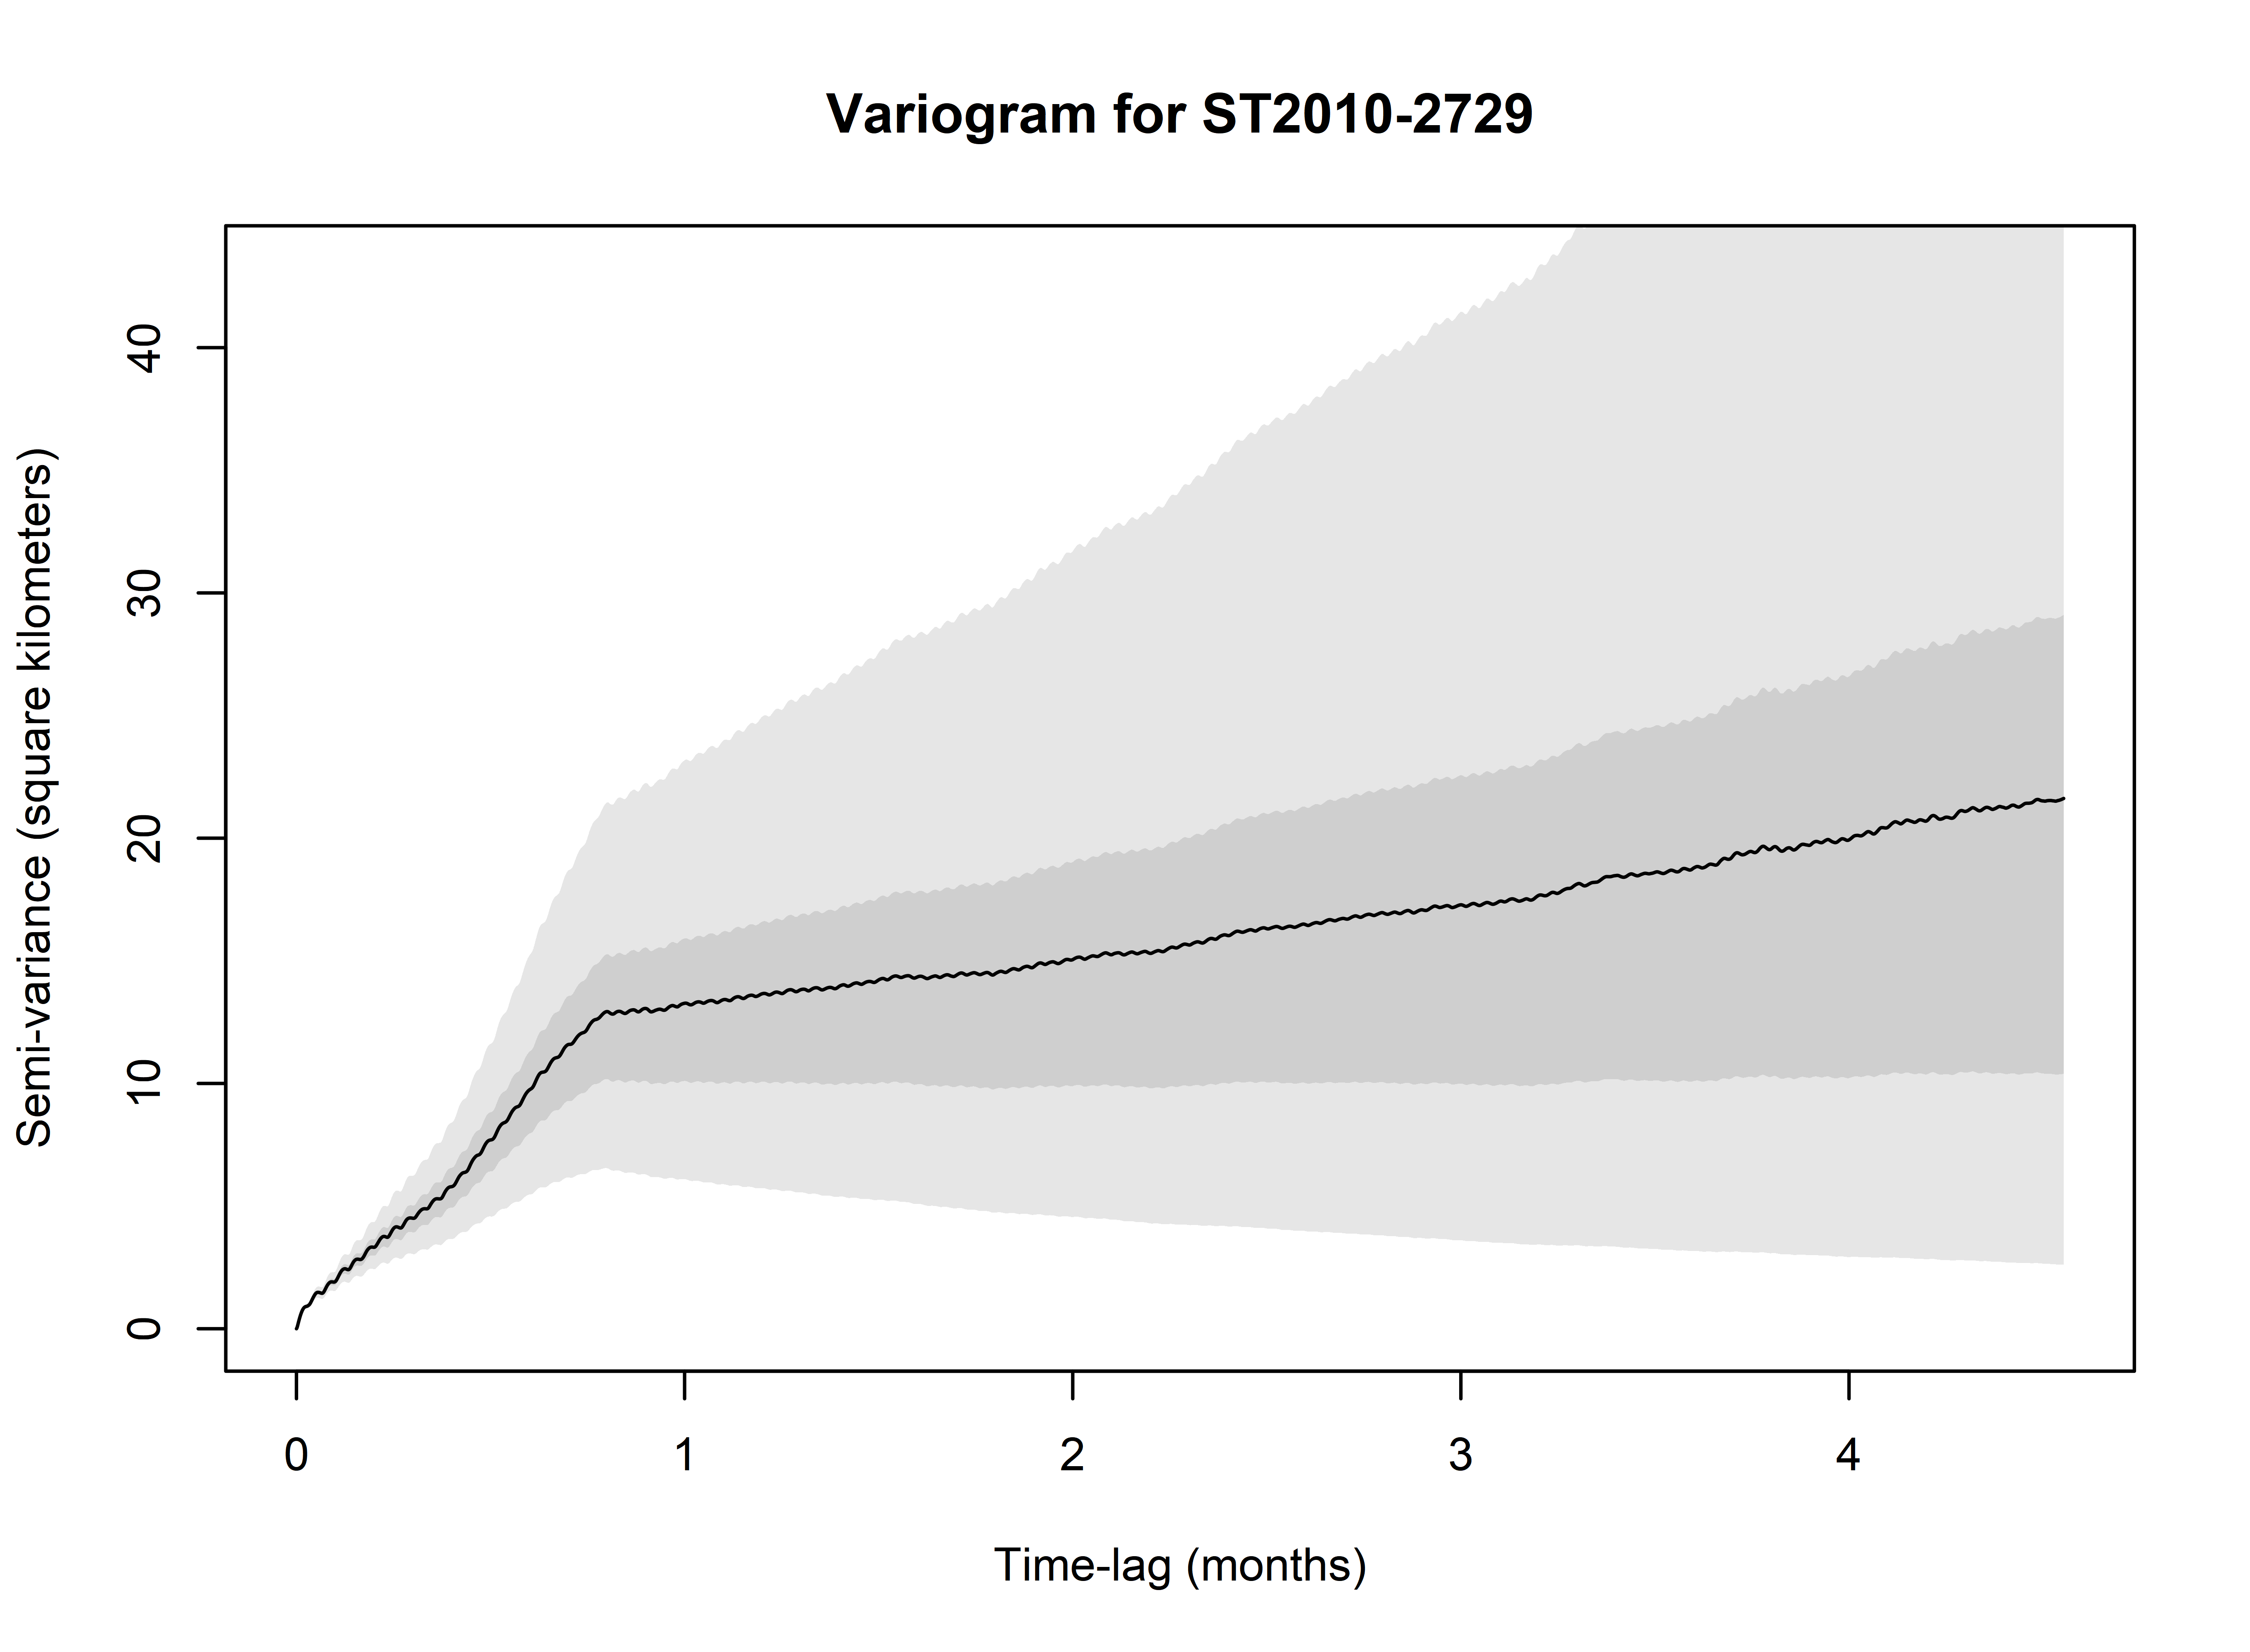 Variogram for ST2010-2729
Semi-variance (square kilometers)
40
30
20
10
0
0 1 2 3 4
Time-lag (months)